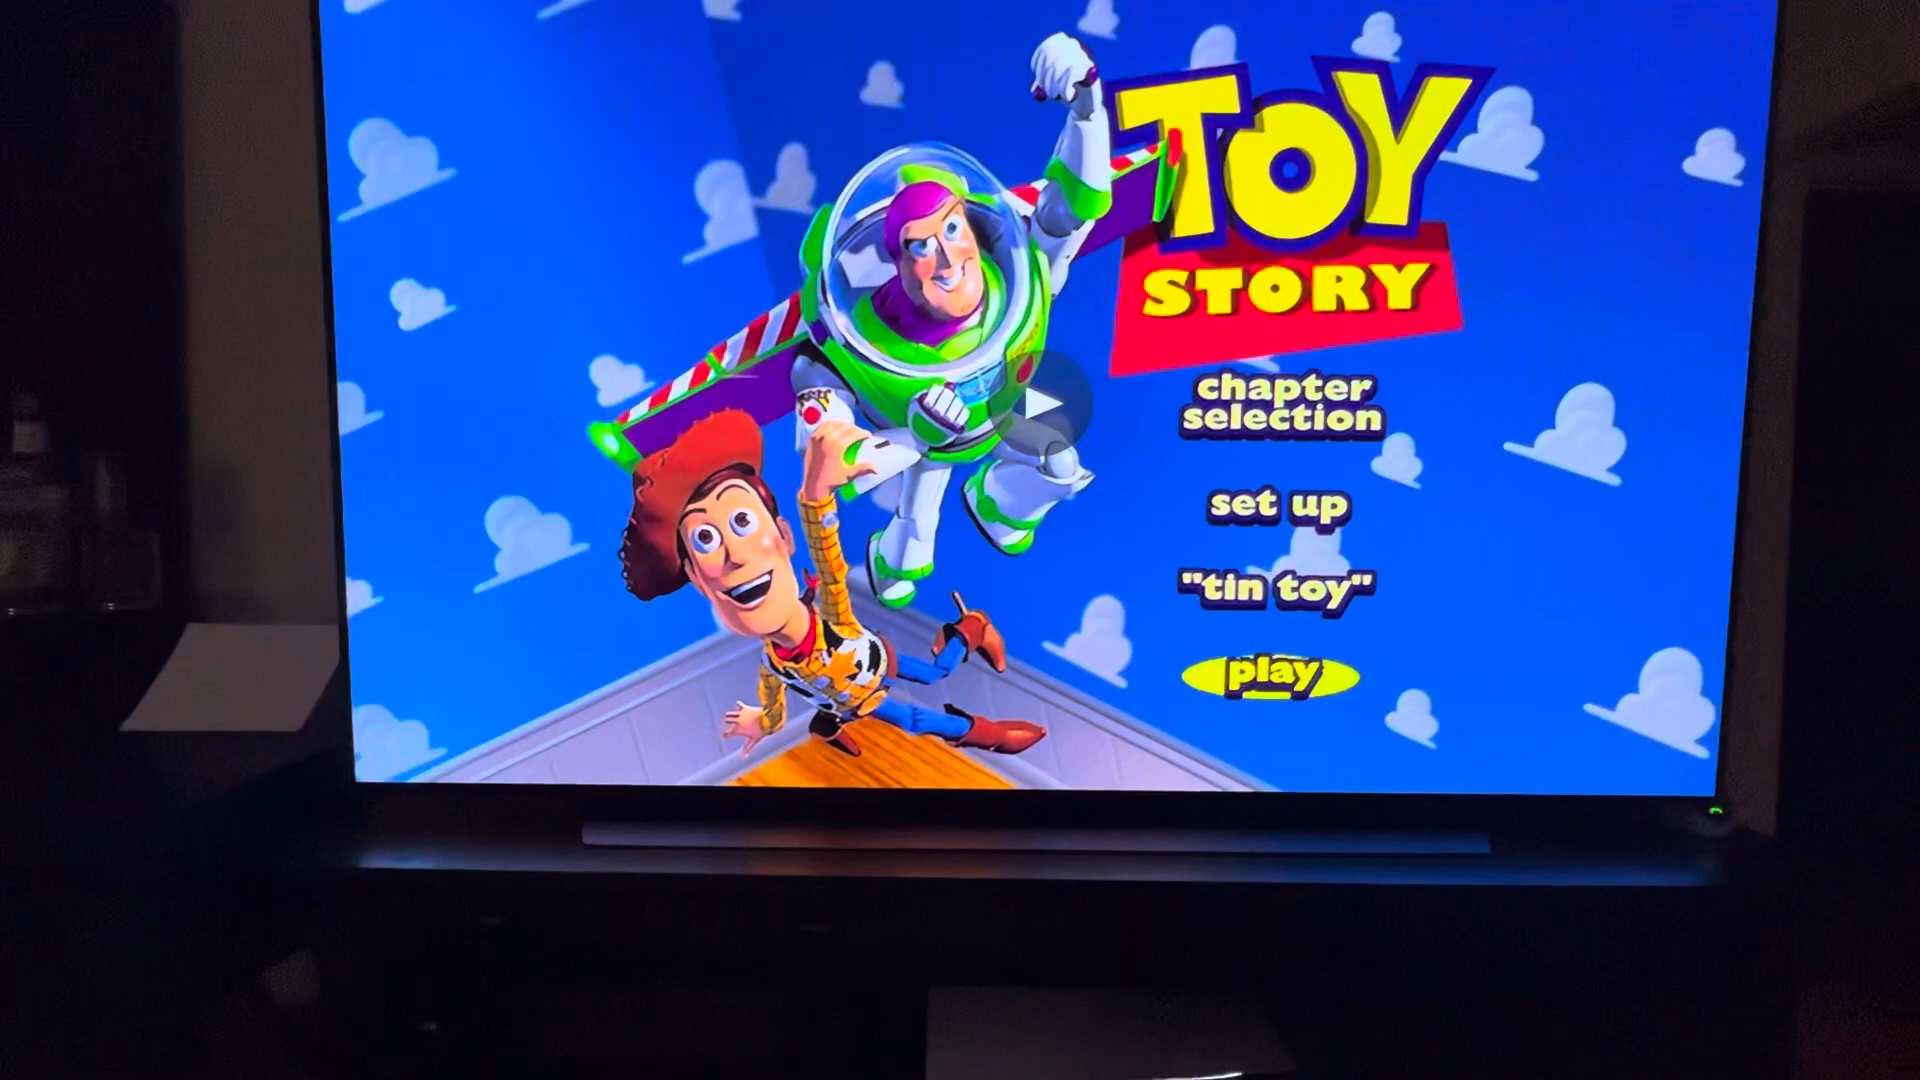 TOY
STORY
chapter
selection
set up
"tin toy"
play